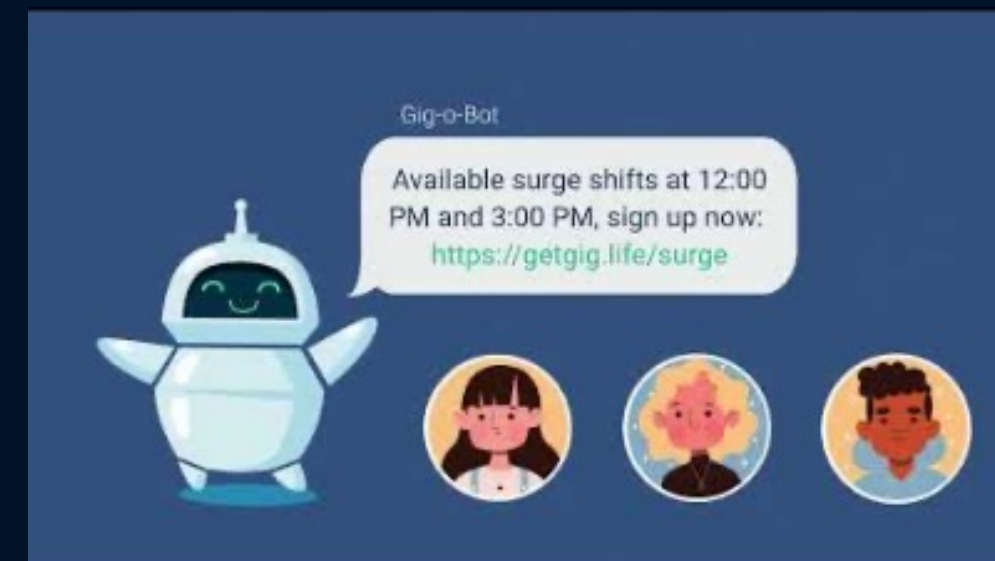 Gig-o-Bot
Available surge shifts at 12:00
PM and 3:00 PM, sign up now:
https://getgig.life/surge